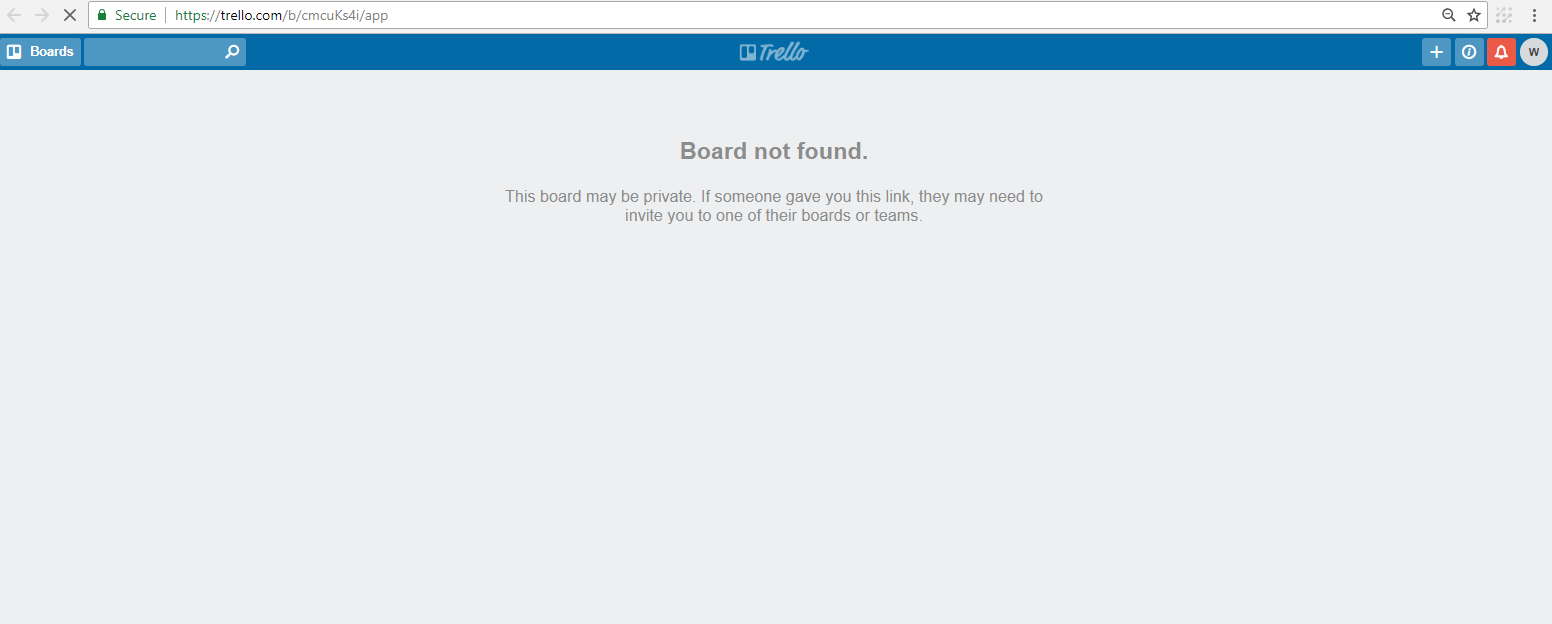 Secure https://trello.com/b/cmcuKs4i/app
Boards Trello W
Board not found.
This board may be private. If someone gave you this link, they may need to
invite you to one of their boards or teams.